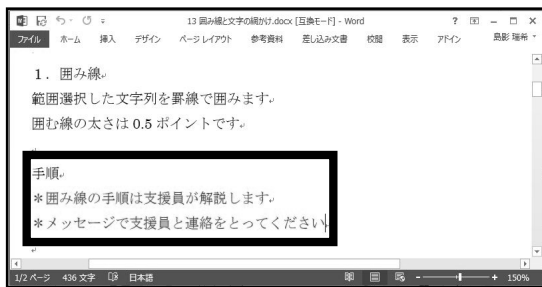 13 囲み線と文字の網かけ.docx [互換モード] - Word
ファイル ホーム 挿入 デザイン ページ レイアウト 参考資料 差し込み文書 校閲 表示 アドイン 島影 瑞希
1．囲み線
範囲選択した文字列を罫線で囲みます。
囲む線の太さは 0.5 ポイントです。
手順
＊囲み線の手順は支援員が解説します。
＊メッセージで支援員と連絡をとってください
1/2 ページ 436 文字 日本語 150%